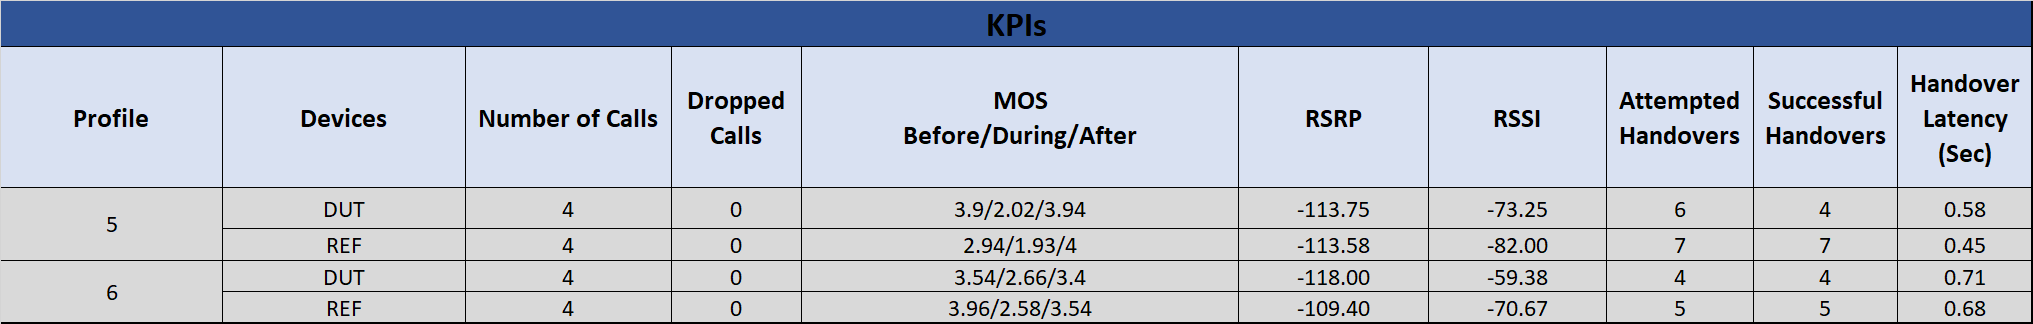 KPIs
Profile Devices Number of Calls Dropped Calls MOS Before/During/After RSRP RSSI Attempted Handovers Successful Handovers Handover Latency (Sec)
5 DUT 4 0 3.9/2.02/3.94 -113.75 -73.25 6 4 0.58
REF 4 0 2.94/1.93/4 -113.58 -82.00 7 7 0.45
6 DUT 4 0 3.54/2.66/3.4 -118.00 -59.38 4 4 0.71
REF 4 0 3.96/2.58/3.54 -109.40 -70.67 5 5 0.68